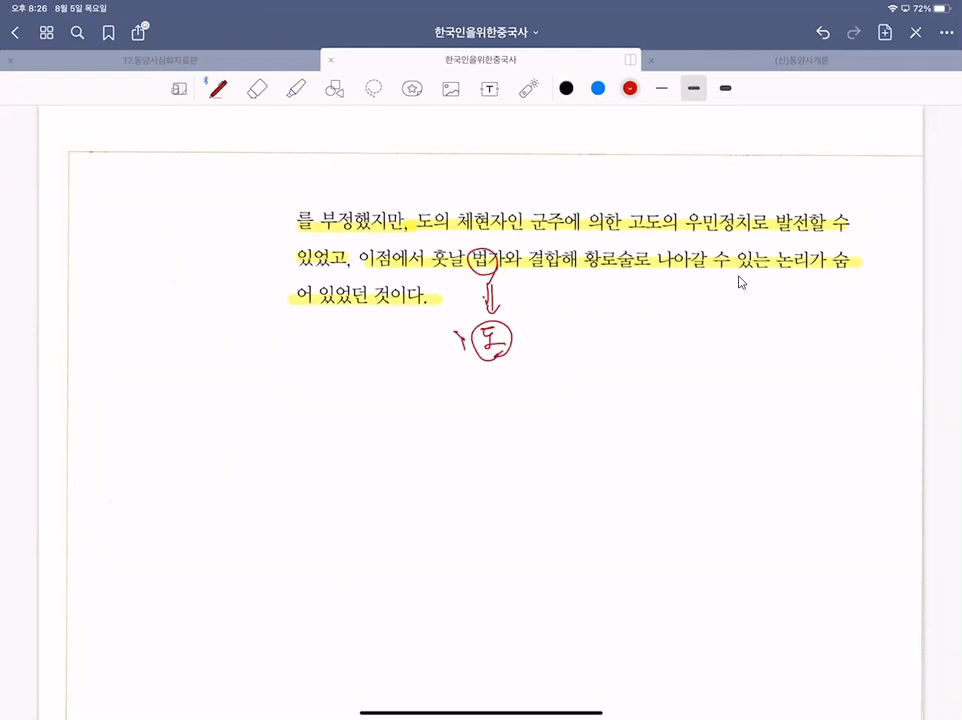 오후 8:26 8월 5일 목요일
72%
한국인을위한중국사
17.동양사심화자료편
한국인을위한중국사
(신)동양사개론
T
를 부정했지만, 도의 체현자인 군주에 의한 고도의 우민정치로 발전할 수
있었고, 이점에서 훗날 법가와 결합해 황로술로 나아갈 수 있는 논리가 숨
어 있었던 것이다.
도